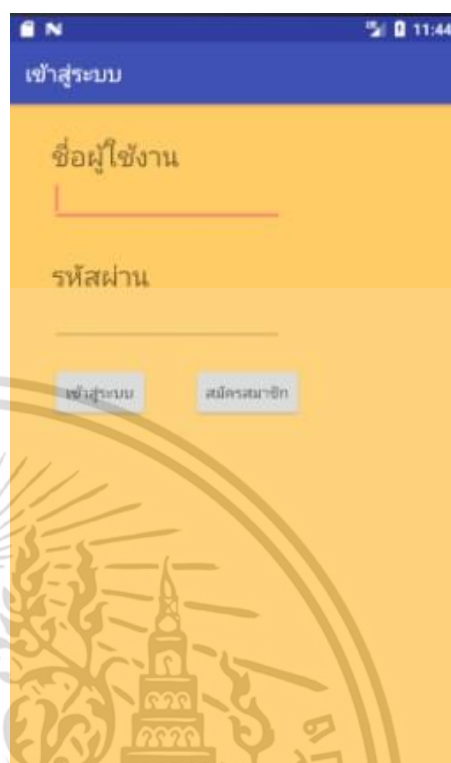 11:44
เข้าสู่ระบบ
ชื่อผู้ใช้งาน
รหัสผ่าน
เข้าสู่ระบบ สมัครสมาชิก